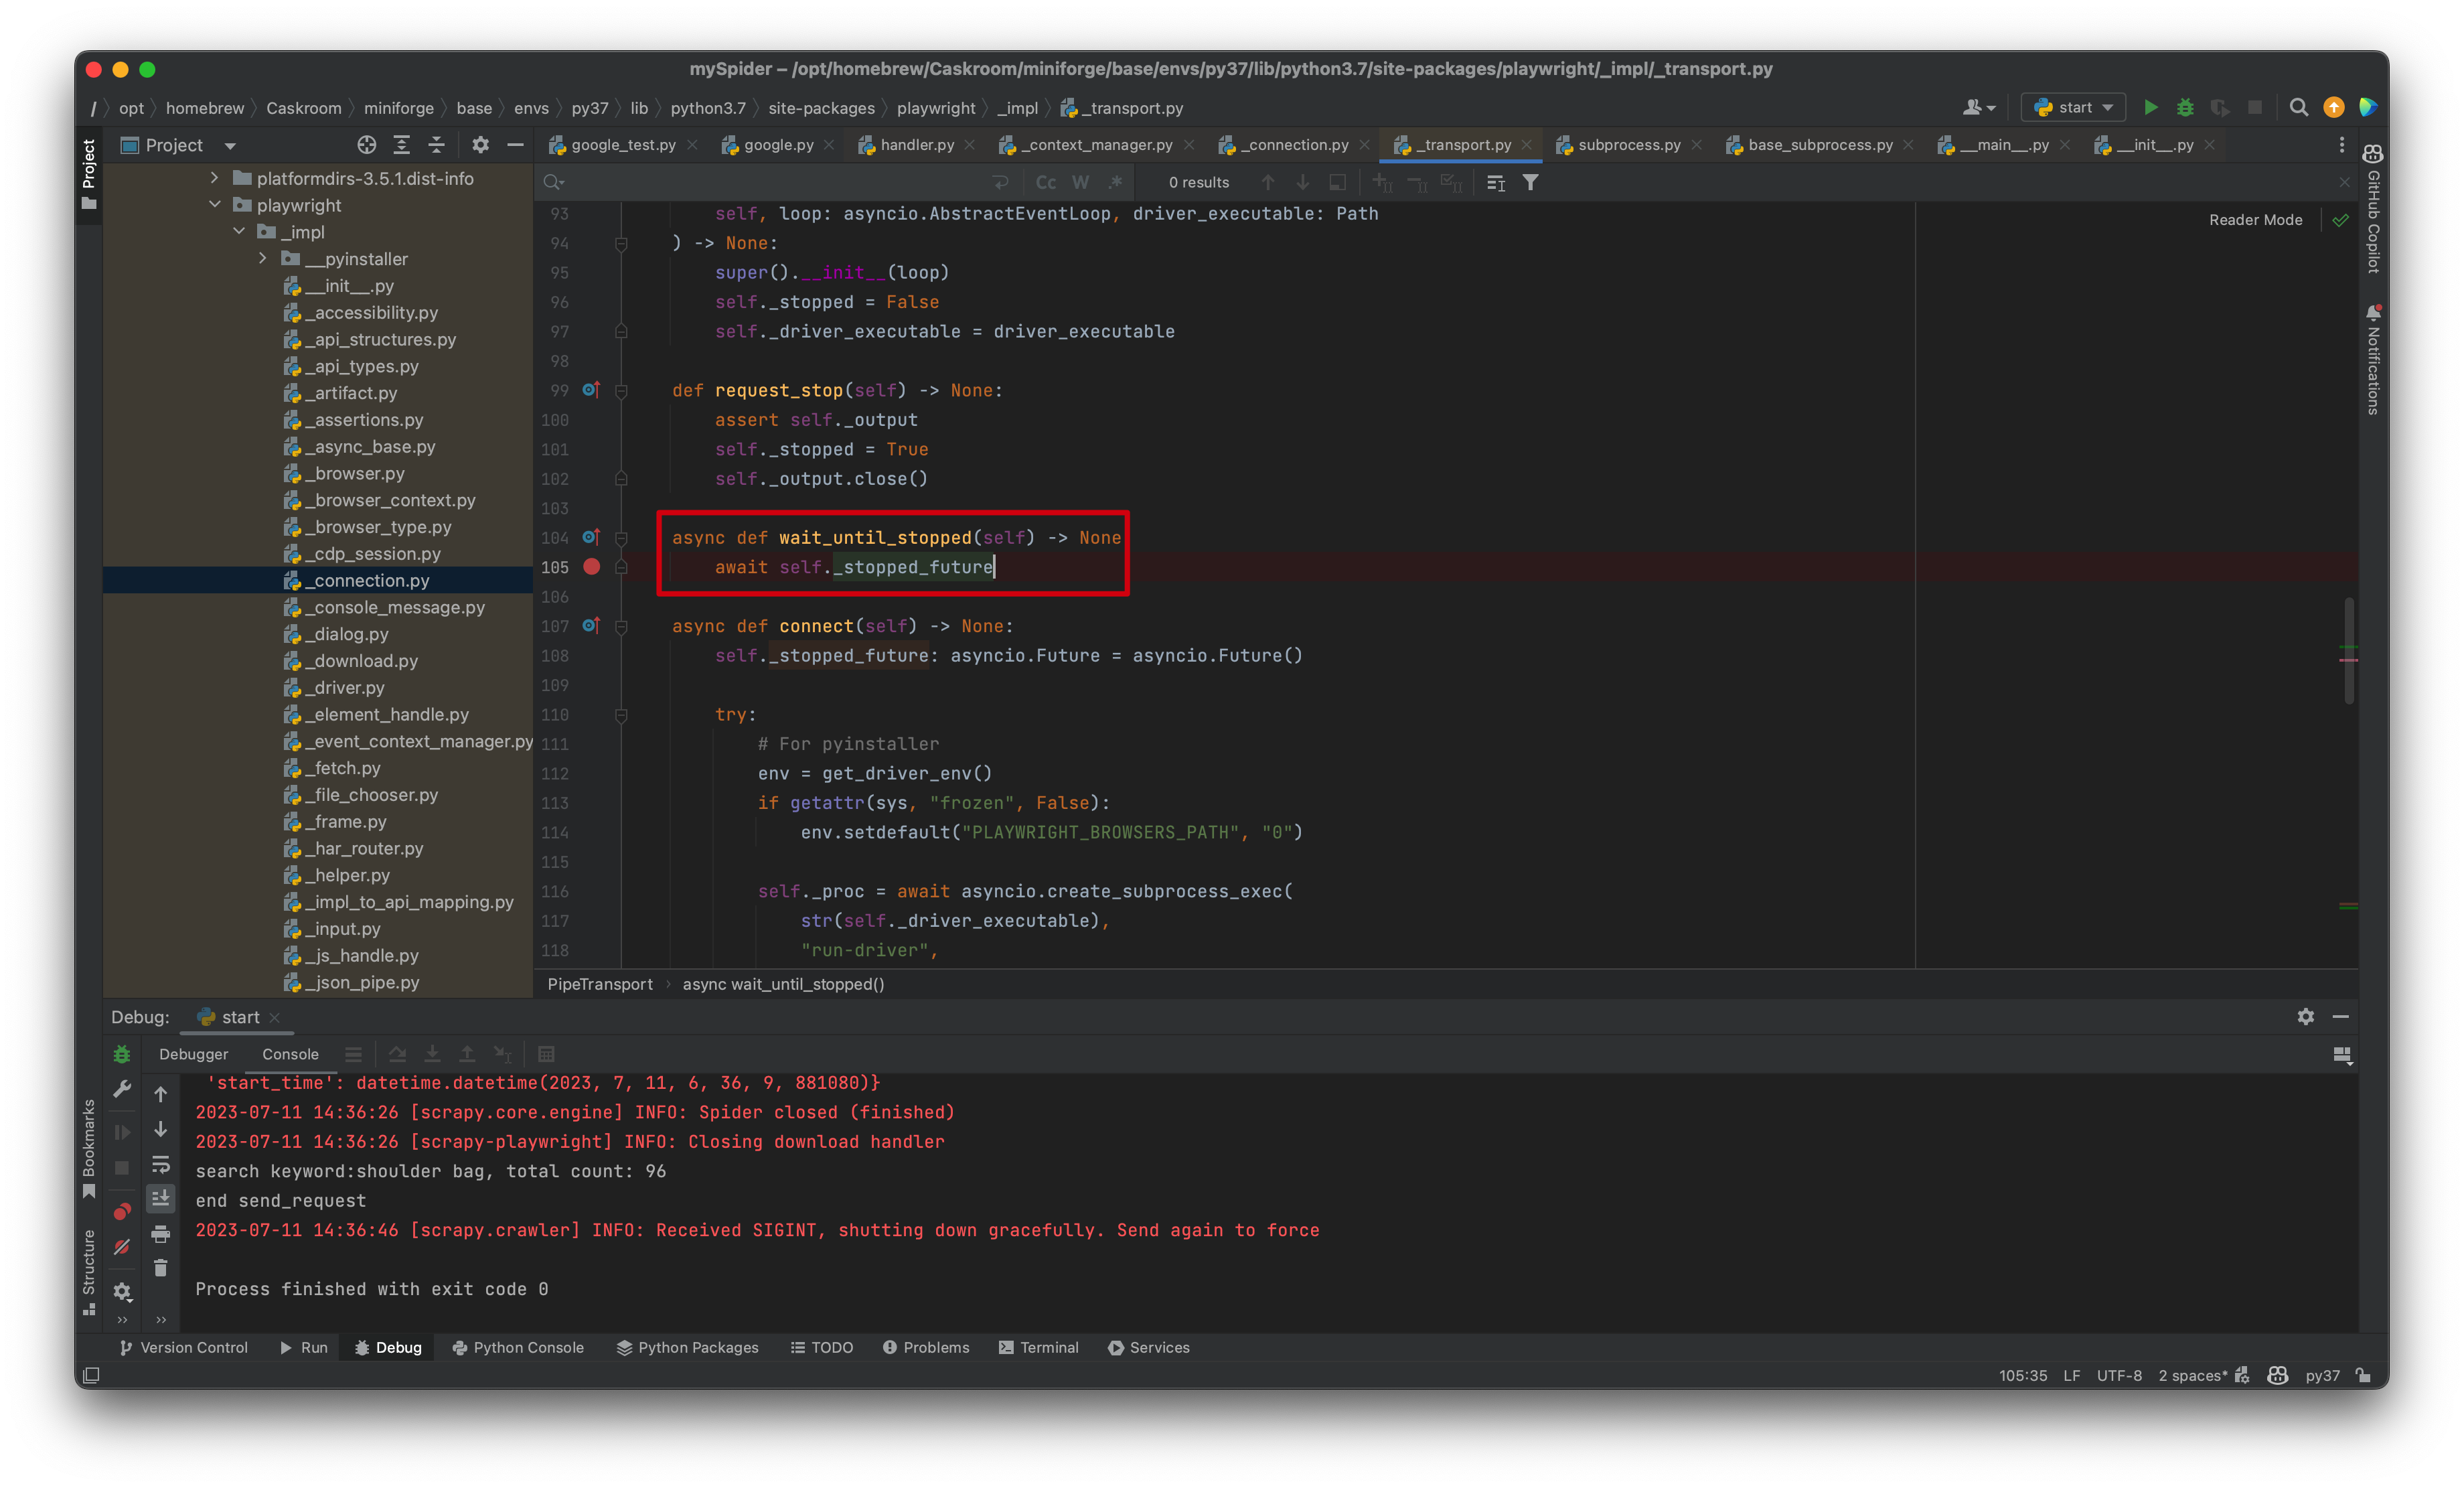 mySpider – /opt/homebrew/Caskroom/miniforge/base/envs/py37/lib/python3.7/site-packages/playwright/_impl/_transport.py
/ opt homebrew Caskroom miniforge base envs py37 lib python3.7 site-packages playwright _impl _transport.py
start
Project
Project
google_test.py
google.py
handler.py
_context_manager.py
_connection.py
_transport.py
subprocess.py
base_subprocess.py
__main__.py
__init__.py
Cc W .* 0 results
Reader Mode
GitHub Copilot
Notifications
platformdirs-3.5.1.dist-info
playwright
_impl
__pyinstaller
__init__.py
_accessibility.py
_api_structures.py
_api_types.py
_artifact.py
_assertions.py
_async_base.py
_browser.py
_browser_context.py
_browser_type.py
_cdp_session.py
_connection.py
_console_message.py
_dialog.py
_download.py
_driver.py
_element_handle.py
_event_context_manager.py
_fetch.py
_file_chooser.py
_frame.py
_har_router.py
_helper.py
_impl_to_api_mapping.py
_input.py
_js_handle.py
_json_pipe.py
93 self, loop: asyncio.AbstractEventLoop, driver_executable: Path
94 ) -> None:
95 super().__init__(loop)
96 self._stopped = False
97 self._driver_executable = driver_executable
98
99 def request_stop(self) -> None:
100 assert self._output
101 self._stopped = True
102 self._output.close()
103
104 async def wait_until_stopped(self) -> None
105 await self._stopped_future
106
107 async def connect(self) -> None:
108 self._stopped_future: asyncio.Future = asyncio.Future()
109
110 try:
111 # For pyinstaller
112 env = get_driver_env()
113 if getattr(sys, "frozen", False):
114 env.setdefault("PLAYWRIGHT_BROWSERS_PATH", "0")
115
116 self._proc = await asyncio.create_subprocess_exec(
117 str(self._driver_executable),
118 "run-driver",
PipeTransport async wait_until_stopped()
Debug: start
Debugger Console
'start_time': datetime.datetime(2023, 7, 11, 6, 36, 9, 881080)}
2023-07-11 14:36:26 [scrapy.core.engine] INFO: Spider closed (finished)
2023-07-11 14:36:26 [scrapy-playwright] INFO: Closing download handler
search keyword:shoulder bag, total count: 96
end send_request
2023-07-11 14:36:46 [scrapy.crawler] INFO: Received SIGINT, shutting down gracefully. Send again to force
Process finished with exit code 0
Bookmarks
Structure
Version Control Run Debug Python Console Python Packages TODO Problems Terminal Services
105:35 LF UTF-8 2 spaces* py37